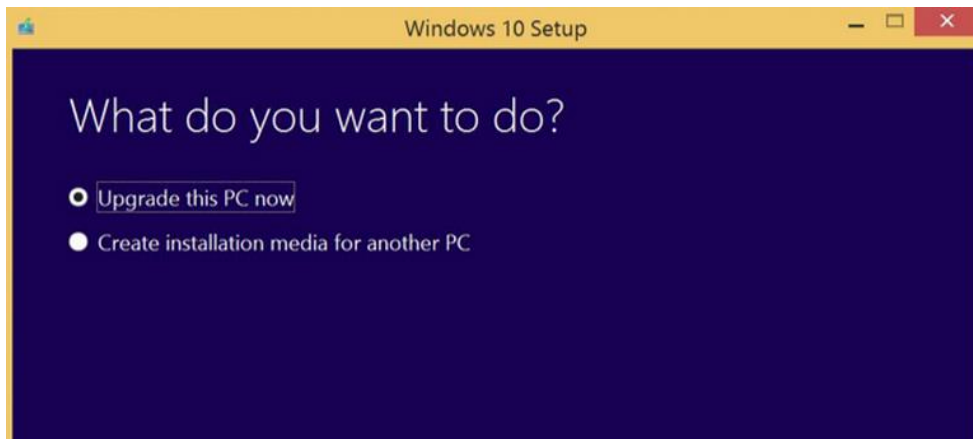 Windows 10 Setup
What do you want to do?
Upgrade this PC now
Create installation media for another PC